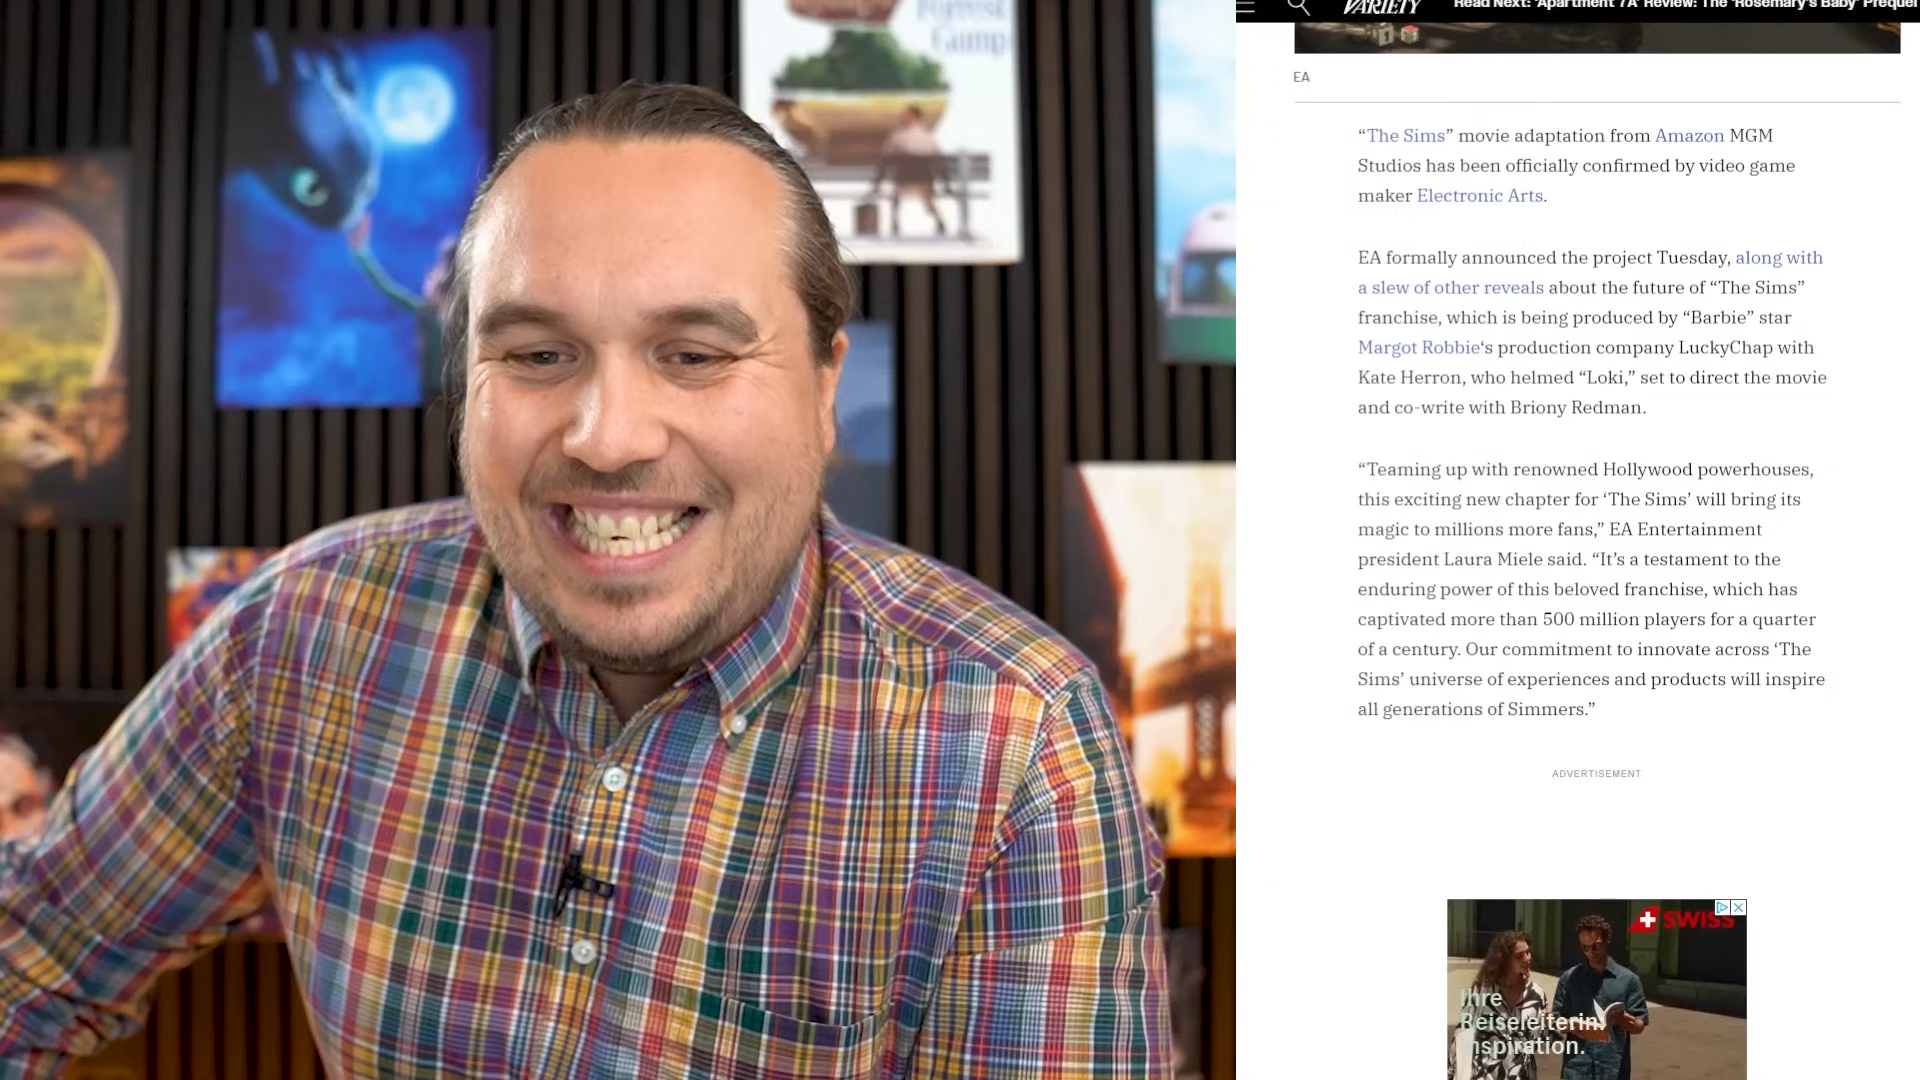 Forrest
Gump
VARIETY
Read Next: 'Apartment 7A' Review: The 'Rosemary's Baby' Prequel
EA
“The Sims” movie adaptation from Amazon MGM
Studios has been officially confirmed by video game
maker Electronic Arts.
EA formally announced the project Tuesday, along with
a slew of other reveals about the future of “The Sims”
franchise, which is being produced by “Barbie” star
Margot Robbie‘s production company LuckyChap with
Kate Herron, who helmed “Loki,” set to direct the movie
and co-write with Briony Redman.
“Teaming up with renowned Hollywood powerhouses,
this exciting new chapter for ‘The Sims’ will bring its
magic to millions more fans,” EA Entertainment
president Laura Miele said. “It’s a testament to the
enduring power of this beloved franchise, which has
captivated more than 500 million players for a quarter
of a century. Our commitment to innovate across ‘The
Sims’ universe of experiences and products will inspire
all generations of Simmers.”
ADVERTISEMENT
SWISS
Ihre
Reiseleiterin:
Inspiration.